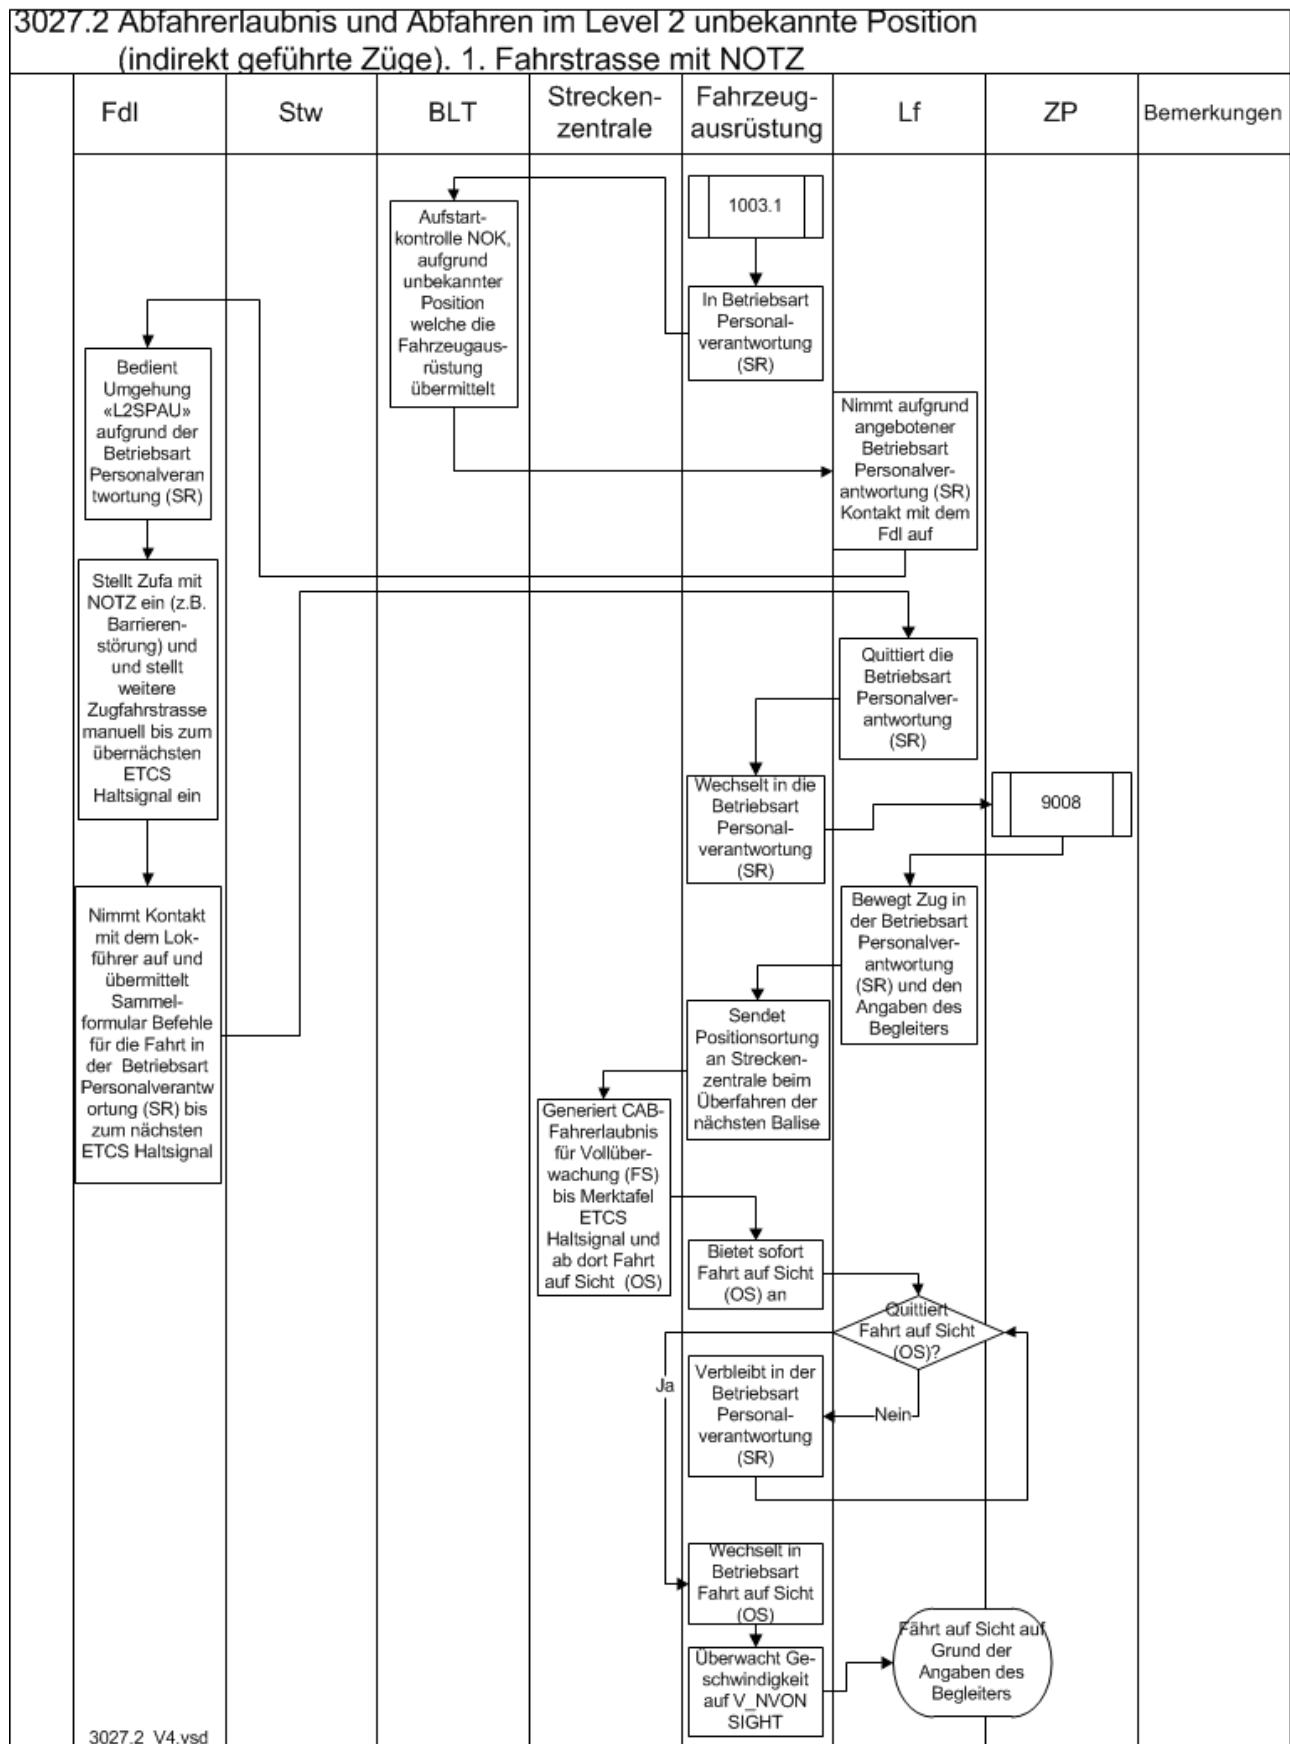 3027.2 Abfahrerlaubnis und Abfahren im Level 2 unbekannte Position
(indirekt geführte Züge). 1. Fahrstrasse mit NOTZ
Fdl
Stw
BLT
Strecken-
zentrale
Fahrzeug-
ausrüstung
Lf
ZP
Bemerkungen
1003.1
In Betriebsart
Personal-
verantwortung
(SR)
Aufstart-
kontrolle NOK,
aufgrund
unbekannter
Position
welche die
Fahrzeugaus-
rüstung
übermittelt
Nimmt aufgrund
angebotener
Betriebsart
Personalver-
antwortung (SR)
Kontakt mit dem
Fdl auf
Bedient
Umgehung
«L2SPAU»
aufgrund der
Betriebsart
Personalveran
twortung (SR)
Stellt Zufa mit
NOTZ ein (z.B.
Barrieren-
störung) und
und stellt
weitere
Zugfahrstrasse
manuell bis zum
übernächsten
ETCS
Haltsignal ein
Nimmt Kontakt
mit dem Lok-
führer auf und
übermittelt
Sammel-
formular Befehle
für die Fahrt in
der Betriebsart
Personalverantw
ortung (SR) bis
zum nächsten
ETCS Haltsignal
Quittiert die
Betriebsart
Personalver-
antwortung
(SR)
Wechselt in die
Betriebsart
Personal-
verantwortung
(SR)
9008
Bewegt Zug in
der Betriebsart
Personalver-
antwortung
(SR) und den
Angaben des
Begleiters
Sendet
Positionsortung
an Strecken-
zentrale beim
Überfahren der
nächsten Balise
Generiert CAB-
Fahrerlaubnis
für Vollüber-
wachung (FS)
bis Merktafel
ETCS
Haltsignal und
ab dort Fahrt
auf Sicht (OS)
Bietet sofort
Fahrt auf Sicht
(OS) an
Quittiert
Fahrt auf Sicht
(OS)?
Ja
Nein
Verbleibt in der
Betriebsart
Personal-
verantwortung
(SR)
Wechselt in
Betriebsart
Fahrt auf Sicht
(OS)
Überwacht Ge-
schwindigkeit
auf V_NVON
SIGHT
Fährt auf Sicht auf
Grund der
Angaben des
Begleiters
3027.2_V4.vsd